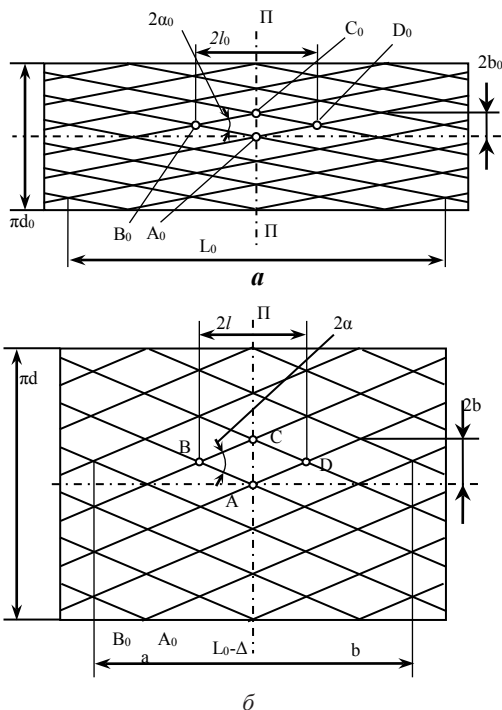 П
C₀
D₀
2α₀
2l₀
2b₀
πd₀
B₀
A₀
П
L₀
а
П
2l
2α
πd
2b
C
B
D
A
B₀
A₀
L₀-Δ
a
b
б